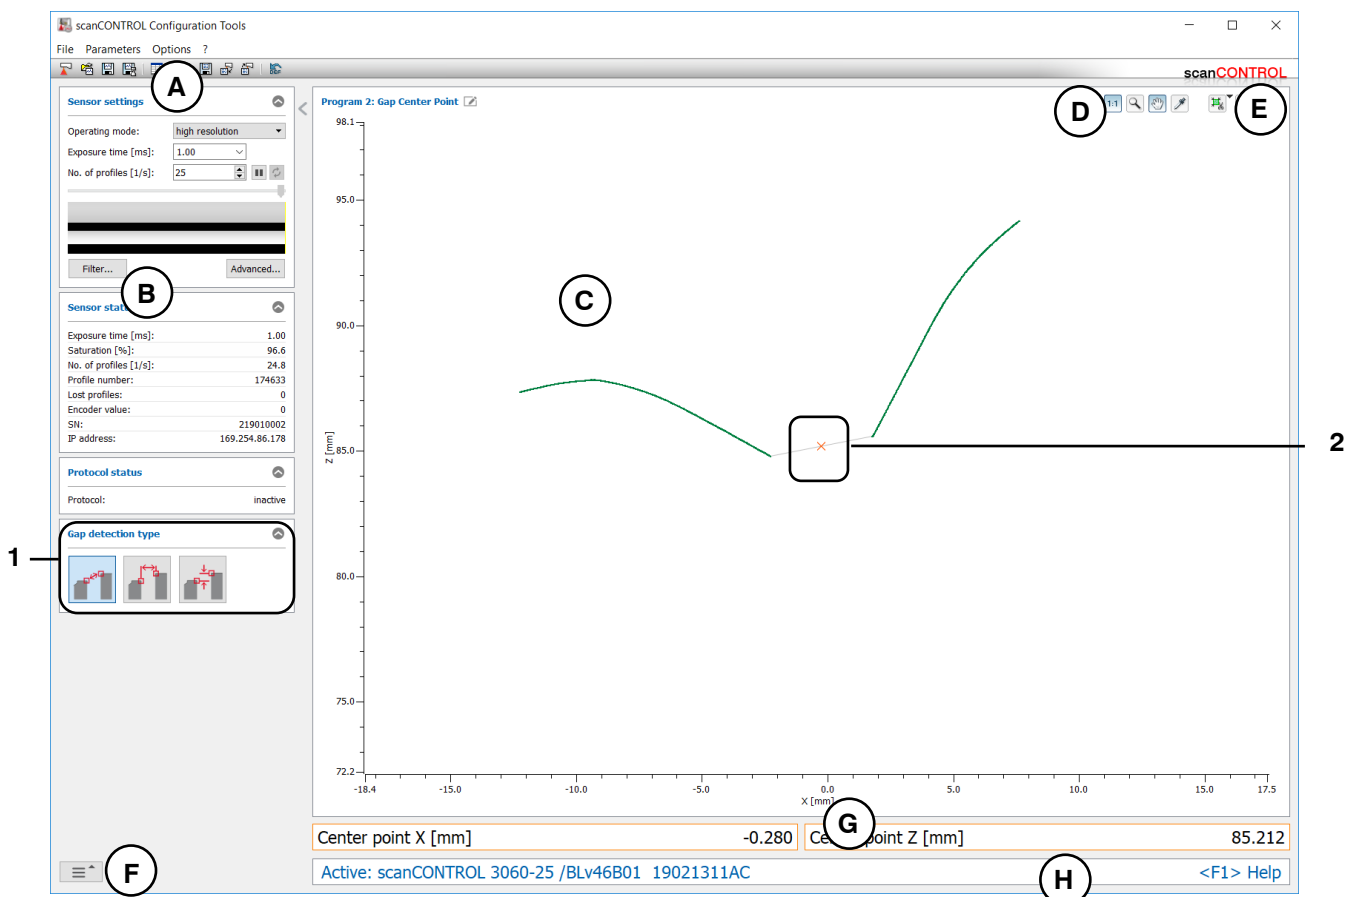 scanCONTROL Configuration Tools
File Parameters Options ?
A
scanCONTROL
Sensor settings
Operating mode: high resolution
Exposure time [ms]: 1.00
No. of profiles [1/s]: 25
Filter... Advanced...
B
Sensor stat
Exposure time [ms]: 1.00
Saturation [%]: 96.6
No. of profiles [1/s]: 24.8
Profile number: 174633
Lost profiles: 0
Encoder value: 0
SN: 219010002
IP address: 169.254.86.178
Protocol status
Protocol: inactive
1
Gap detection type
F
Program 2: Gap Center Point
D
1:1
E
98.1
95.0
90.0
85.0
80.0
75.0
72.2
Z [mm]
C
2
-18.4 -15.0 -10.0 -5.0 0.0 5.0 10.0 15.0 17.5
X [mm]
G
Center point X [mm] -0.280
Ce point Z [mm] 85.212
Active: scanCONTROL 3060-25 /BLv46B01 19021311AC
H
<F1> Help